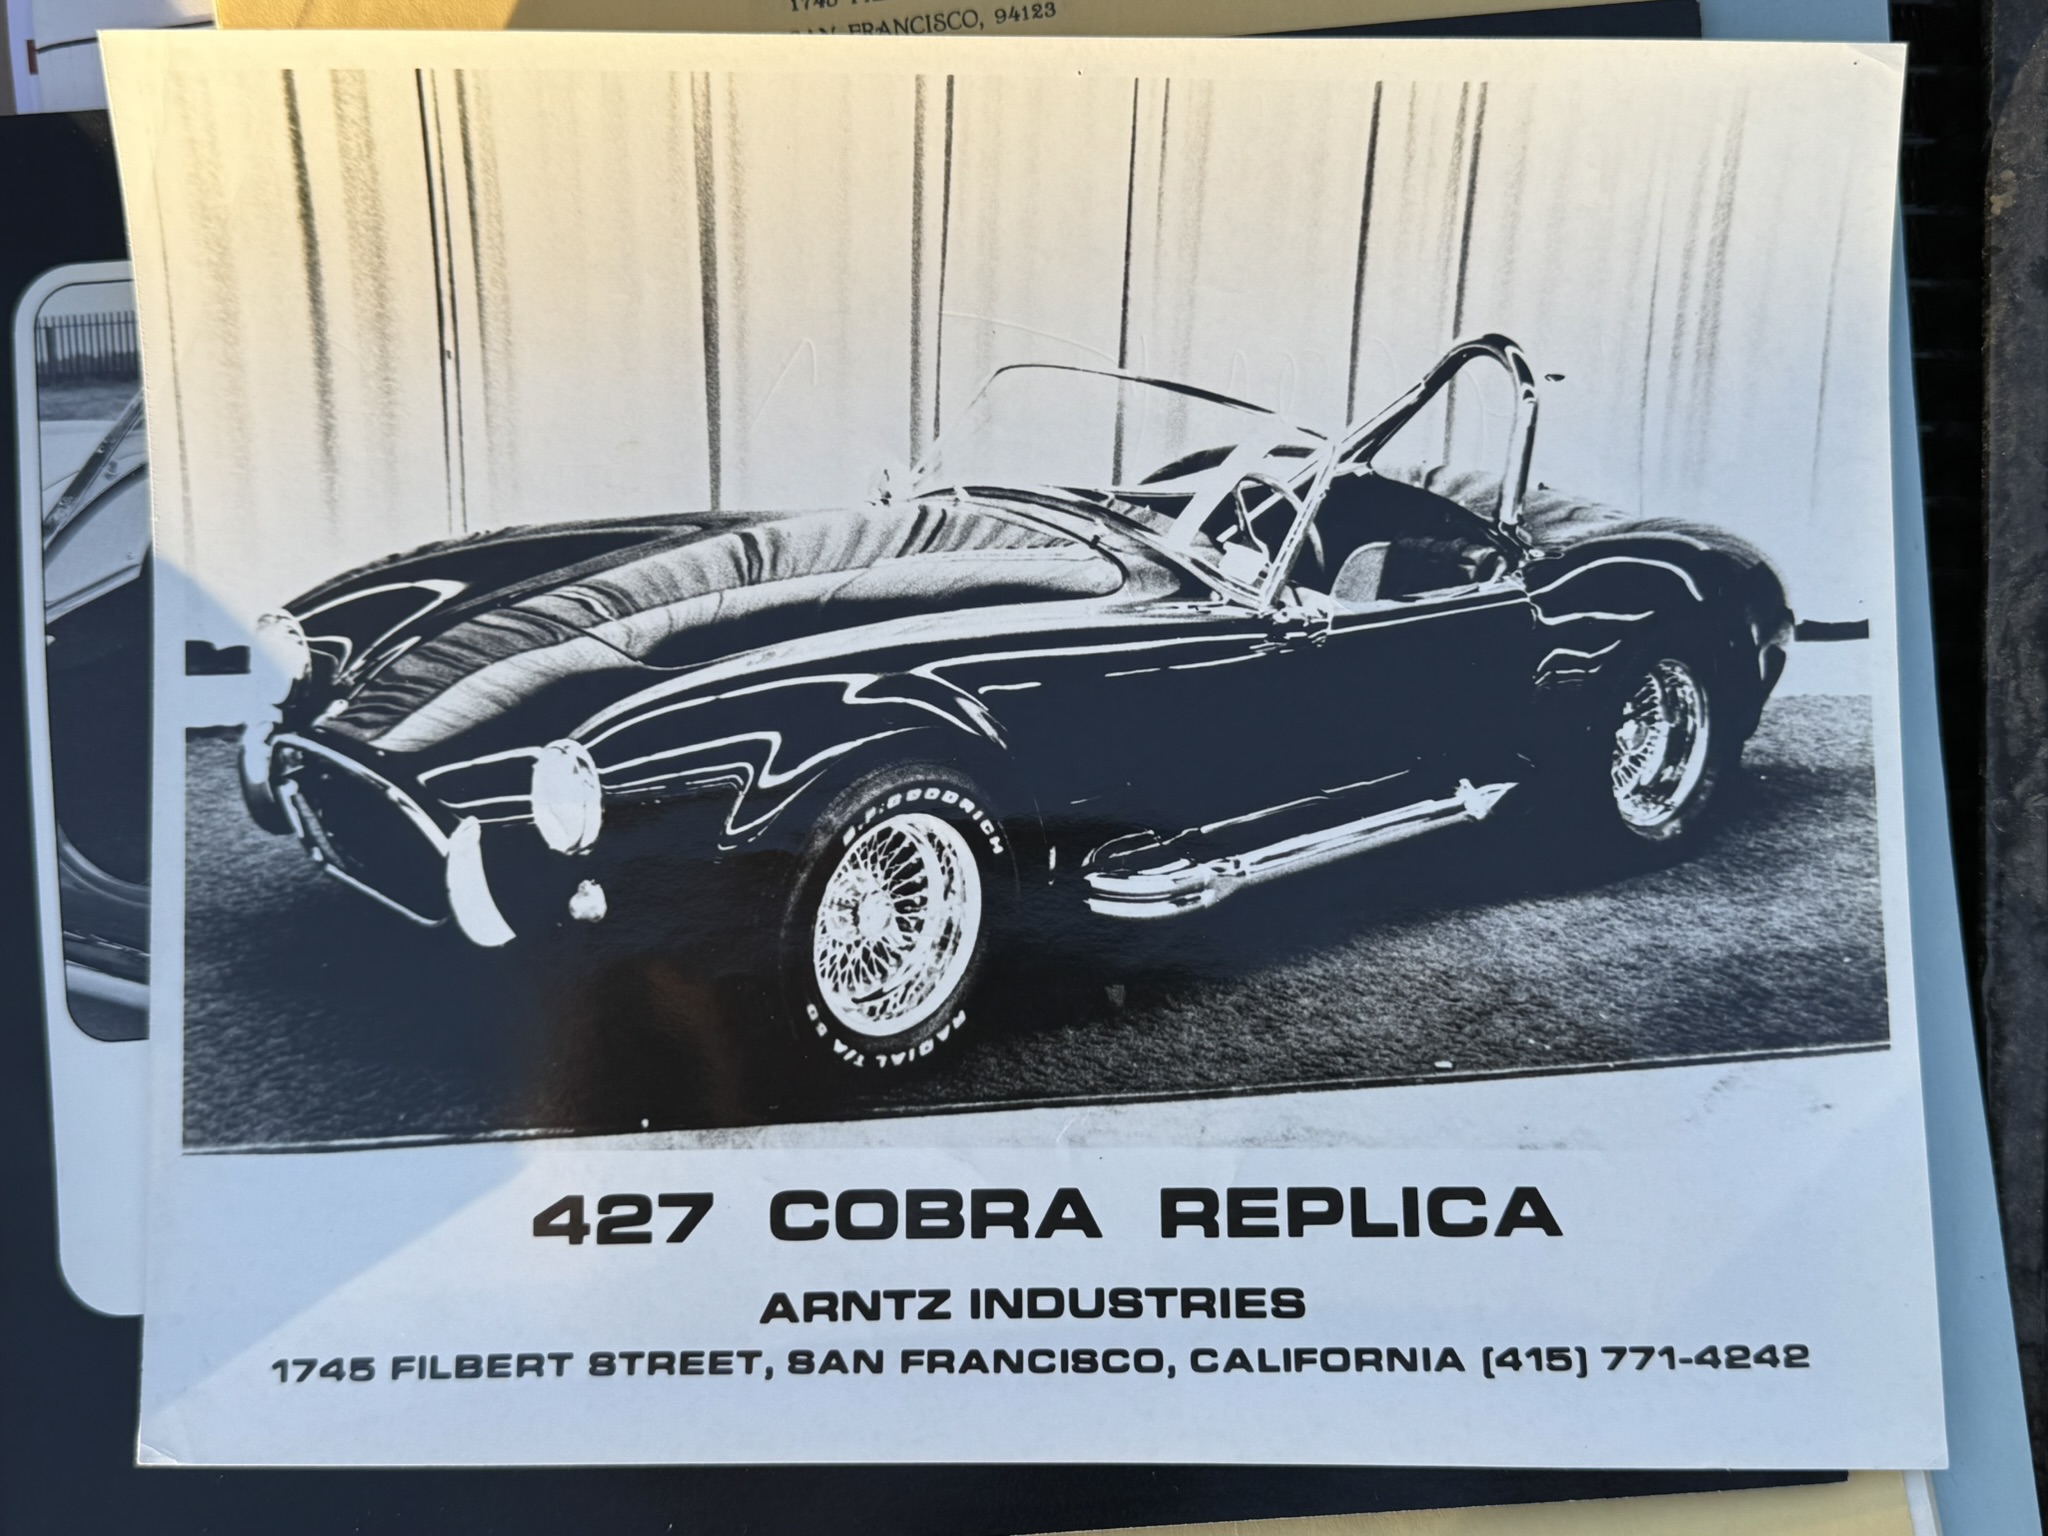 SAN FRANCISCO, 94123
B.F.GOODRICH
RADIAL T/A 50
427 COBRA REPLICA
ARNTZ INDUSTRIES
1745 FILBERT STREET, SAN FRANCISCO, CALIFORNIA (415) 771-4242